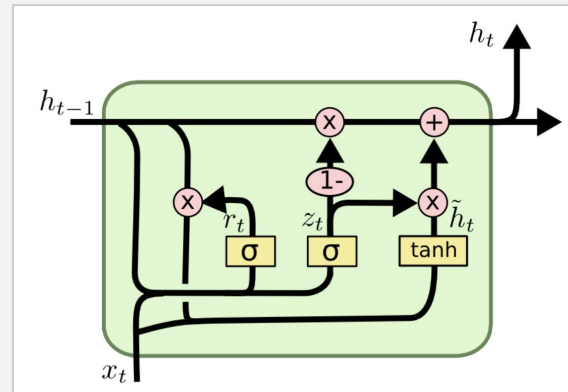 h_t
h_{t-1}
x +
1-
x r_t z_t x h̃_t
σ σ tanh
x_t